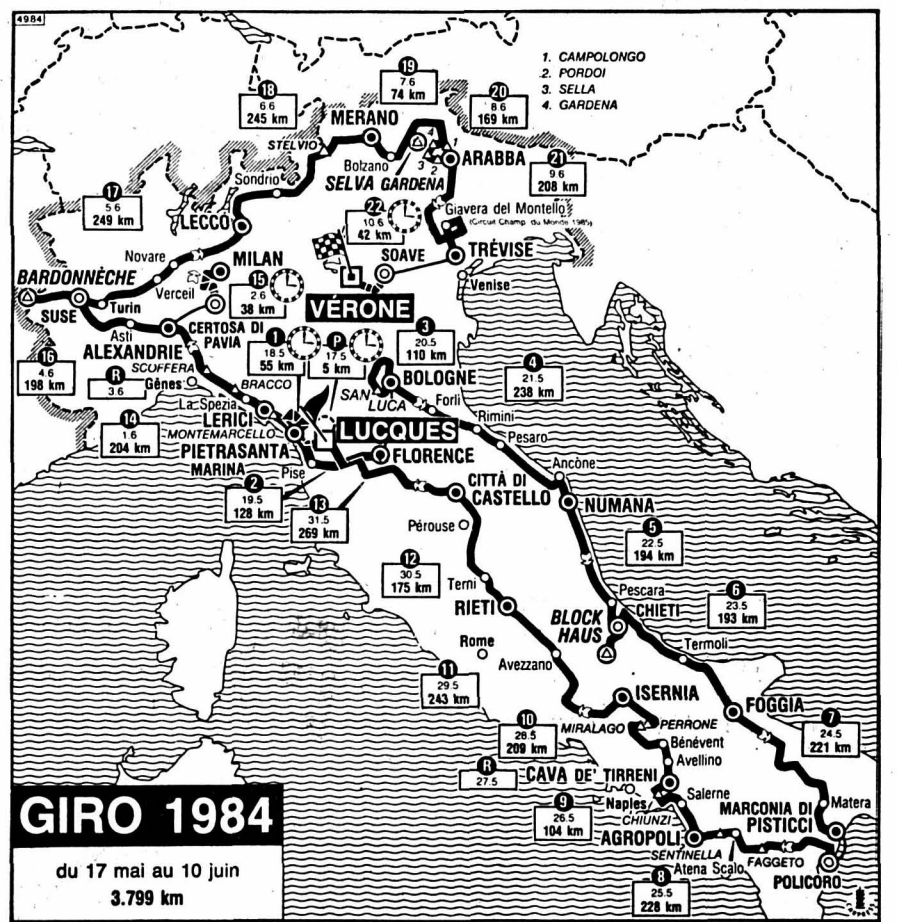 4984
1. CAMPOLONGO
2. PORDOI
3. SELLA
4. GARDENA
19
7.6
74 km
18
6.6
245 km
20
8.6
169 km
MERANO
STELVIO
Bolzano
4
1
3
2
ARABBA
SELVA GARDENA
21
9.6
208 km
Sondrio
17
5.6
249 km
LECCO
22
10.6
42 km
Giavera del Montello
(Circuit Champ. du Monde 1985)
SOAVE
TRÉVISE
Novare
MILAN
Venise
BARDONNÈCHE
Verceil
15
2.6
38 km
VÉRONE
SUSE
Turin
CERTOSA DI
PAVIA
Asti
ALEXANDRIE
1
18.5
55 km
P
17.5
5 km
3
20.5
110 km
16
4.6
198 km
SCOFFERA
R
3.6
Gênes
BRACCO
BOLOGNE
4
21.5
238 km
SAN
LUCA
Forli
La Spezia
LERICI
Rimini
14
1.6
204 km
MONTEMARCELLO
LUCQUES
Pesaro
PIETRASANTA
MARINA
FLORENCE
Pise
Ancône
2
19.5
128 km
CITTÀ DI
CASTELLO
NUMANA
13
31.5
269 km
Pérouse
5
22.5
194 km
12
30.5
175 km
Terni
Pescara
RIETI
CHIETI
6
23.5
193 km
BLOCK
HAUS
Rome
Termoli
Avezzano
11
29.5
243 km
ISERNIA
FOGGIA
10
28.5
209 km
MIRALAGO
PERRONE
7
24.5
221 km
Bénévent
Avellino
R
27.5
CAVA DE' TIRRENI
Naples
Salerne
Matera
9
26.5
104 km
CHIUNZI
MARCONIA DI
PISTICCI
AGROPOLI
SENTINELLA
Atena Scalo
FAGGETO
POLICORO
8
25.5
228 km
GIRO 1984
du 17 mai au 10 juin
3.799 km